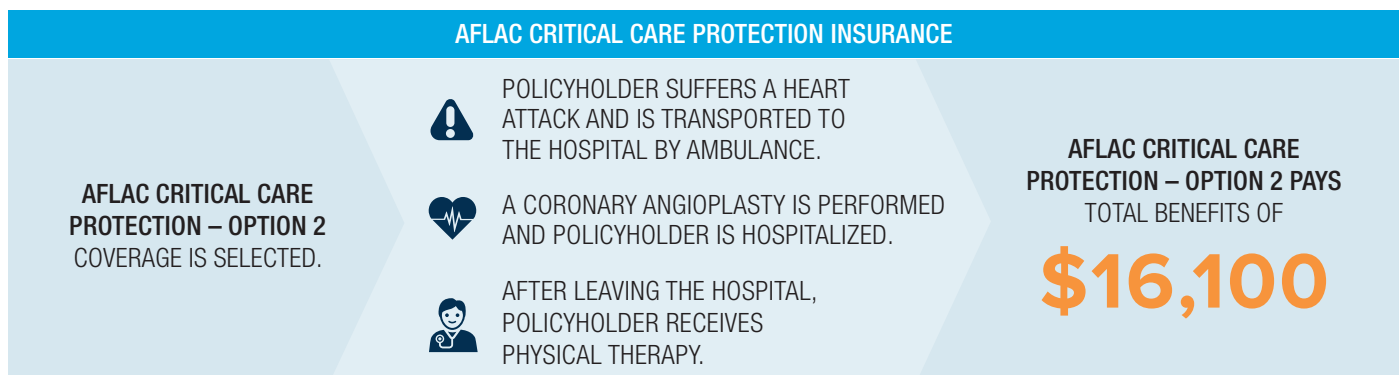 AFLAC CRITICAL CARE PROTECTION INSURANCE
AFLAC CRITICAL CARE
PROTECTION – OPTION 2
COVERAGE IS SELECTED.
POLICYHOLDER SUFFERS A HEART
ATTACK AND IS TRANSPORTED TO
THE HOSPITAL BY AMBULANCE.
A CORONARY ANGIOPLASTY IS PERFORMED
AND POLICYHOLDER IS HOSPITALIZED.
AFTER LEAVING THE HOSPITAL,
POLICYHOLDER RECEIVES
PHYSICAL THERAPY.
AFLAC CRITICAL CARE
PROTECTION – OPTION 2 PAYS
TOTAL BENEFITS OF
$16,100